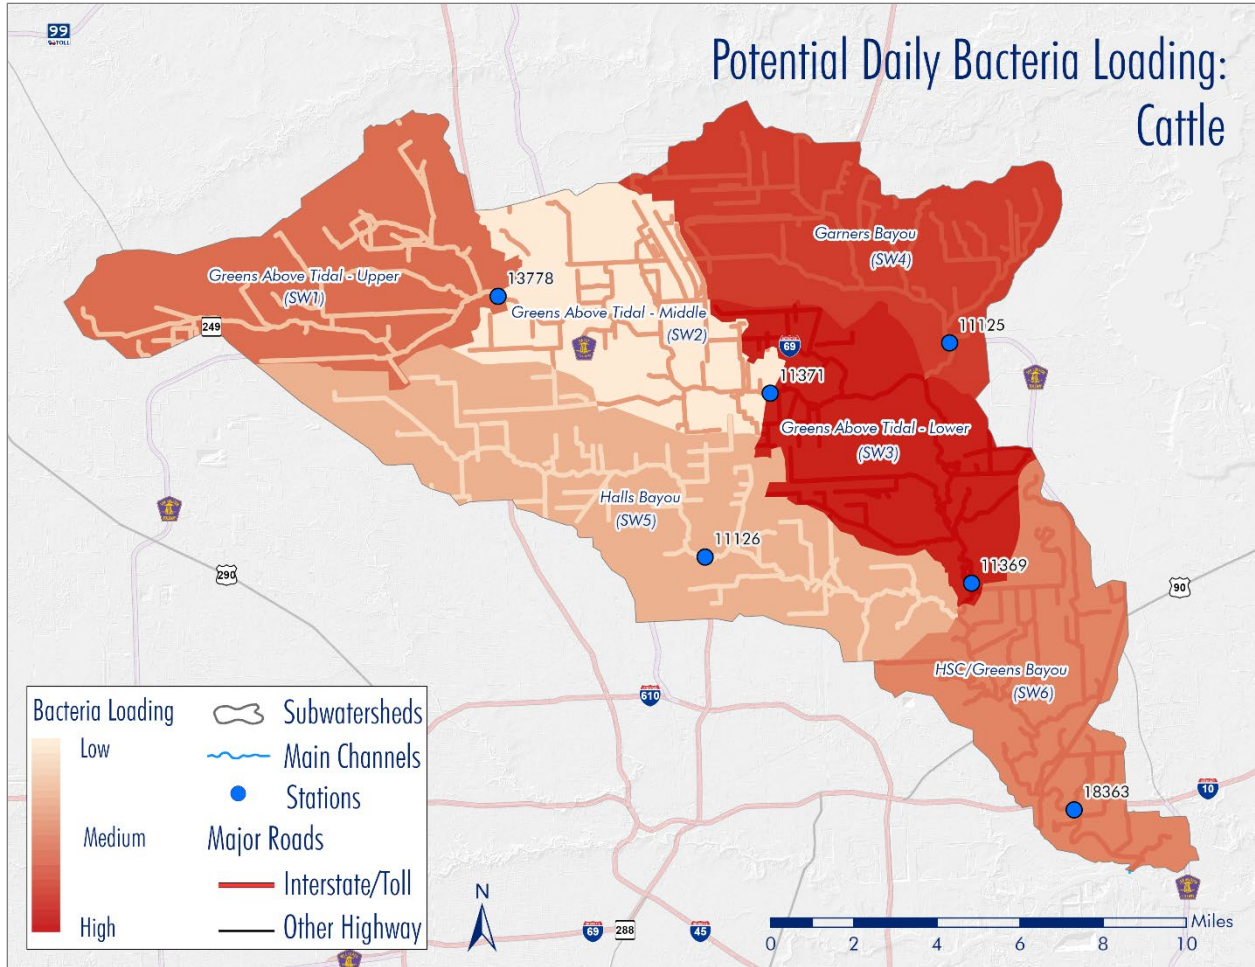 Potential Daily Bacteria Loading:
Cattle
99
TOLL
Garners Bayou
(SW4)
Greens Above Tidal - Upper
(SW1)
13778
Greens Above Tidal - Middle
(SW2)
249
69
11125
11371
Greens Above Tidal - Lower
(SW3)
Halls Bayou
(SW5)
11126
11369
290
90
HSC/Greens Bayou
(SW6)
610
18363
10
Bacteria Loading
Low
Medium
High
Subwatersheds
Main Channels
Stations
Major Roads
Interstate/Toll
Other Highway
N
69
288
45
Miles
0 2 4 6 8 10